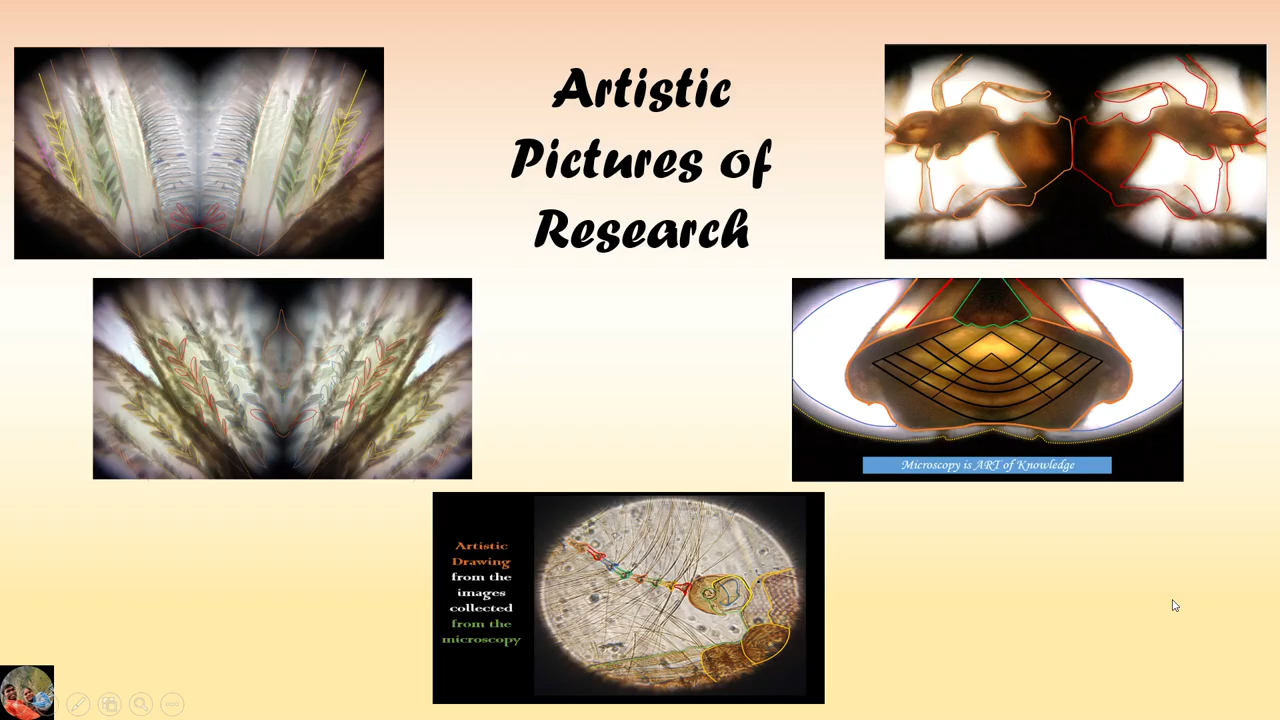 Artistic
Pictures of
Research
Microscopy is ART of Knowledge
Artistic
Drawing
from the
images
collected
from the
microscopy